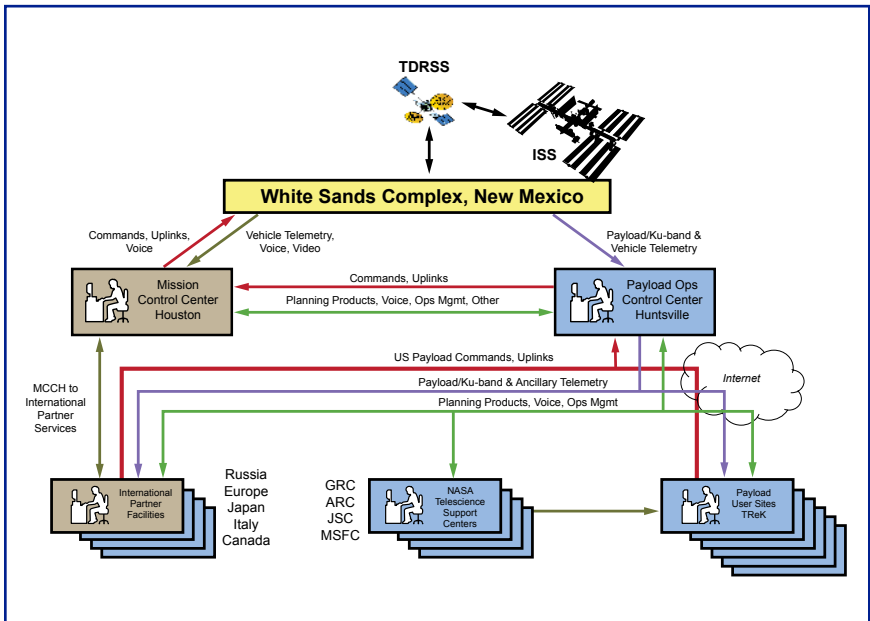 TDRSS
ISS
White Sands Complex, New Mexico
Commands, Uplinks,
Voice
Vehicle Telemetry,
Voice, Video
Payload/Ku-band &
Vehicle Telemetry
Mission
Control Center
Houston
Commands, Uplinks
Planning Products, Voice, Ops Mgmt, Other
Payload Ops
Control Center
Huntsville
US Payload Commands, Uplinks
MCCH to
International
Partner
Services
Payload/Ku-band & Ancillary Telemetry
Internet
Planning Products, Voice, Ops Mgmt
International
Partner
Facilities
Russia
Europe
Japan
Italy
Canada
GRC
ARC
JSC
MSFC
NASA
Telescience
Support
Centers
Payload
User Sites
TReK